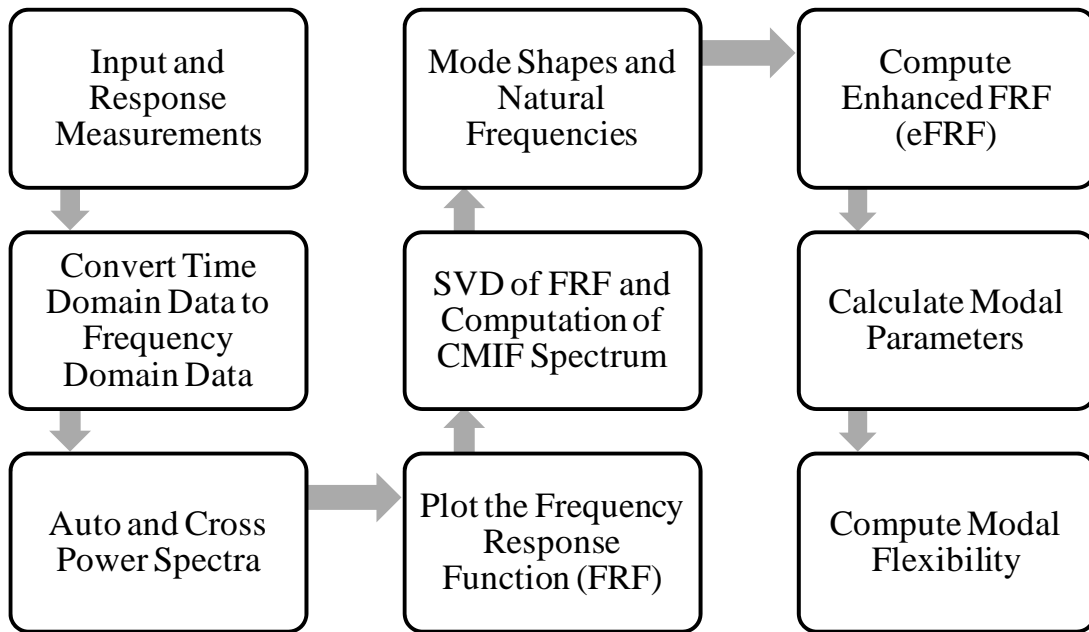 Input and
Response
Measurements
Convert Time
Domain Data to
Frequency
Domain Data
Auto and Cross
Power Spectra
Plot the Frequency
Response
Function (FRF)
SVD of FRF and
Computation of
CMIF Spectrum
Mode Shapes and
Natural
Frequencies
Compute
Enhanced FRF
(eFRF)
Calculate Modal
Parameters
Compute Modal
Flexibility